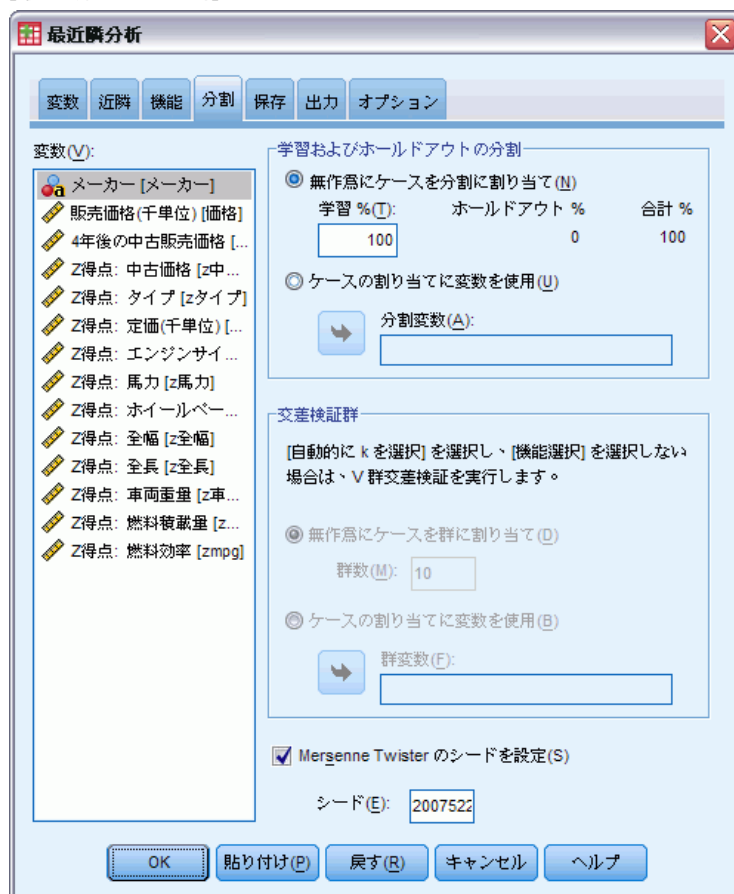 最近隣分析
変数 近隣 機能 分割 保存 出力 オプション
変数(V):
メーカー [メーカー]
販売価格(千単位) [価格]
4年後の中古販売価格 [...
Z得点: 中古価格 [z中...
Z得点: タイプ [zタイプ]
Z得点: 定価(千単位) [...
Z得点: エンジンサイ...
Z得点: 馬力 [z馬力]
Z得点: ホイールベー...
Z得点: 全幅 [z全幅]
Z得点: 全長 [z全長]
Z得点: 車両重量 [z車...
Z得点: 燃料積載量 [z...
Z得点: 燃料効率 [zmpg]
学習およびホールドアウトの分割
無作為にケースを分割に割り当て(N)
学習 %(T): ホールドアウト % 合計 %
100 0 100
ケースの割り当てに変数を使用(U)
分割変数(A):
交差検証群
[自動的に k を選択] を選択し、[機能選択] を選択しない
場合は、V 群交差検証を実行します。
無作為にケースを群に割り当て(D)
群数(M): 10
ケースの割り当てに変数を使用(B)
群変数(F):
Mersenne Twister のシードを設定(S)
シード(E): 2007522
OK 貼り付け(P) 戻す(R) キャンセル ヘルプ